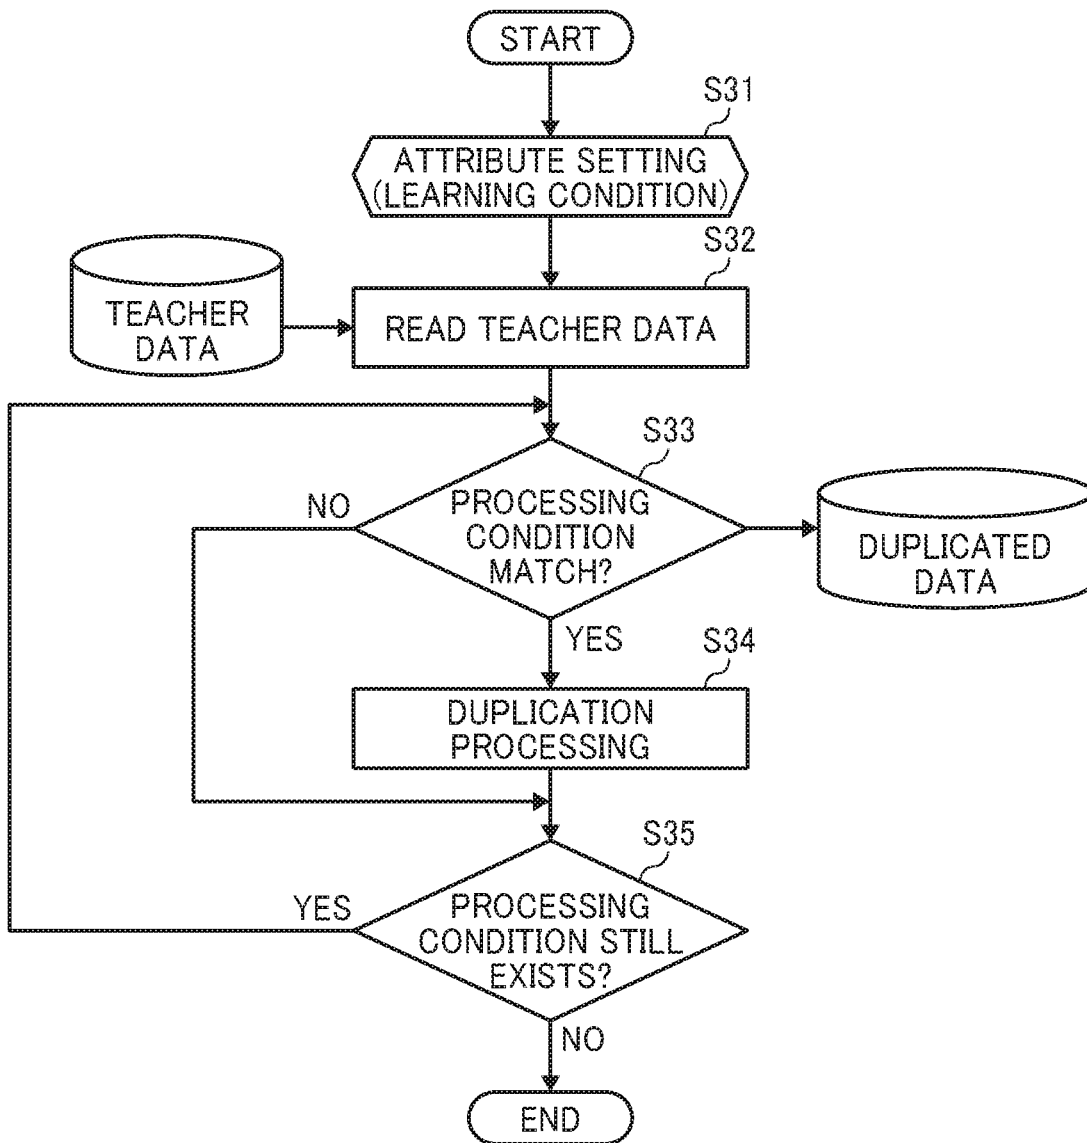 START
S31
ATTRIBUTE SETTING
(LEARNING CONDITION)
S32
TEACHER
DATA
READ TEACHER DATA
S33
NO
PROCESSING
CONDITION
MATCH?
DUPLICATED
DATA
YES
S34
DUPLICATION
PROCESSING
S35
YES
PROCESSING
CONDITION STILL
EXISTS?
NO
END